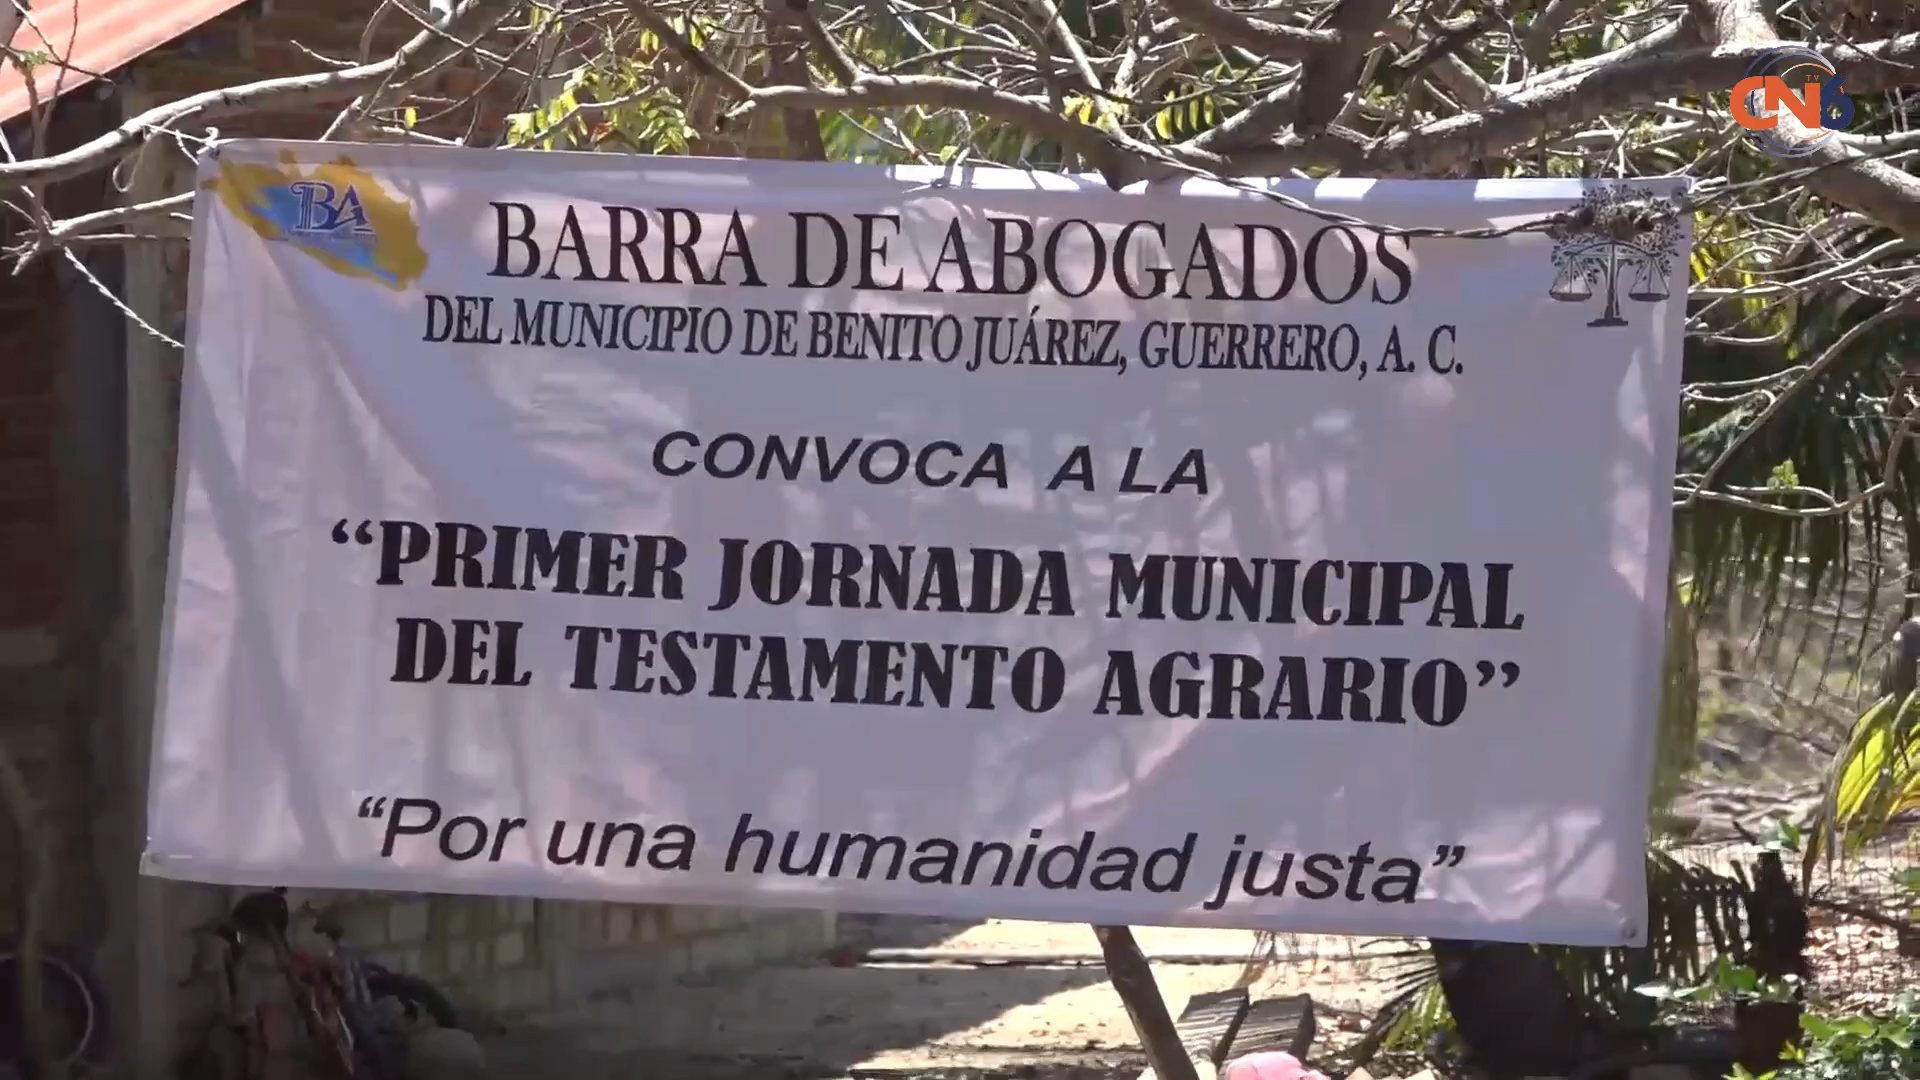 CN6
TV
BA
BARRA DE ABOGADOS
DEL MUNICIPIO DE BENITO JUÁREZ, GUERRERO, A. C.
CONVOCA A LA
“PRIMER JORNADA MUNICIPAL
DEL TESTAMENTO AGRARIO”
“Por una humanidad justa”